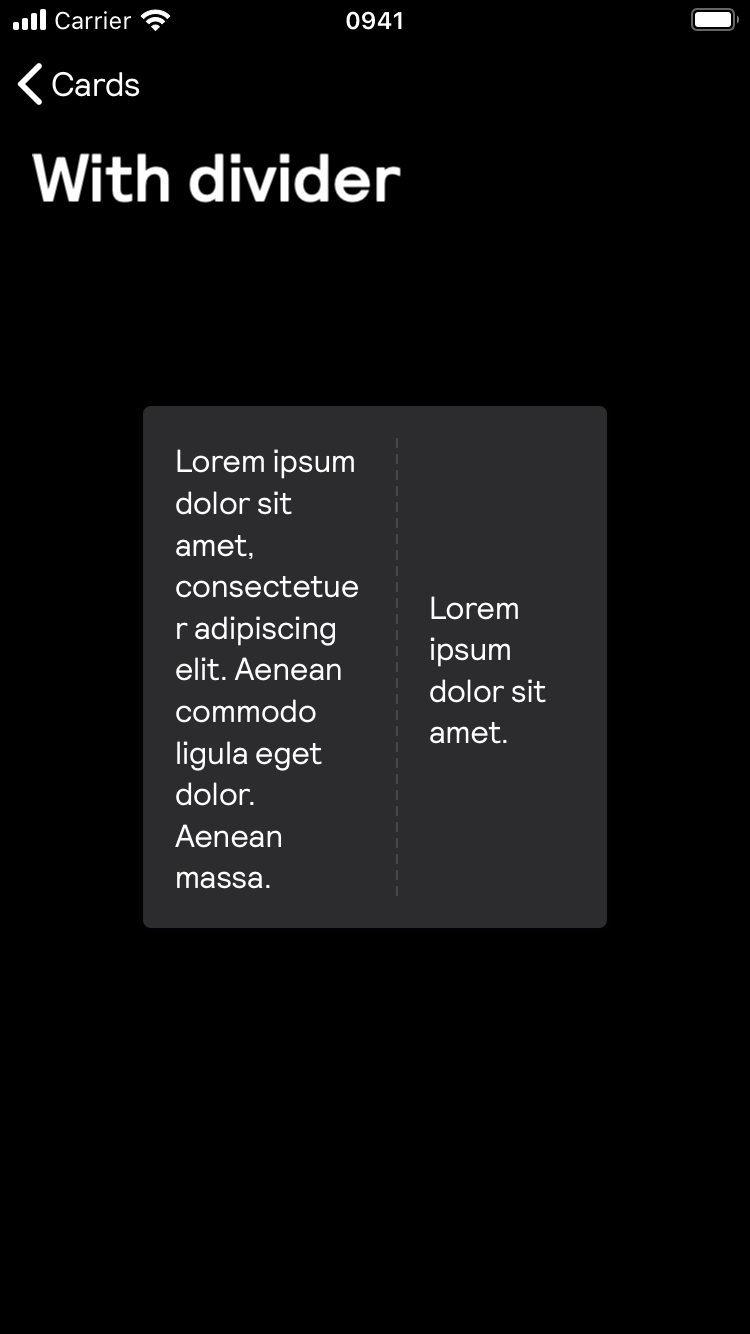 Carrier 0941
Cards
With divider
Lorem ipsum
dolor sit
amet,
consectetue
r adipiscing
elit. Aenean
commodo
ligula eget
dolor.
Aenean
massa.
Lorem
ipsum
dolor sit
amet.